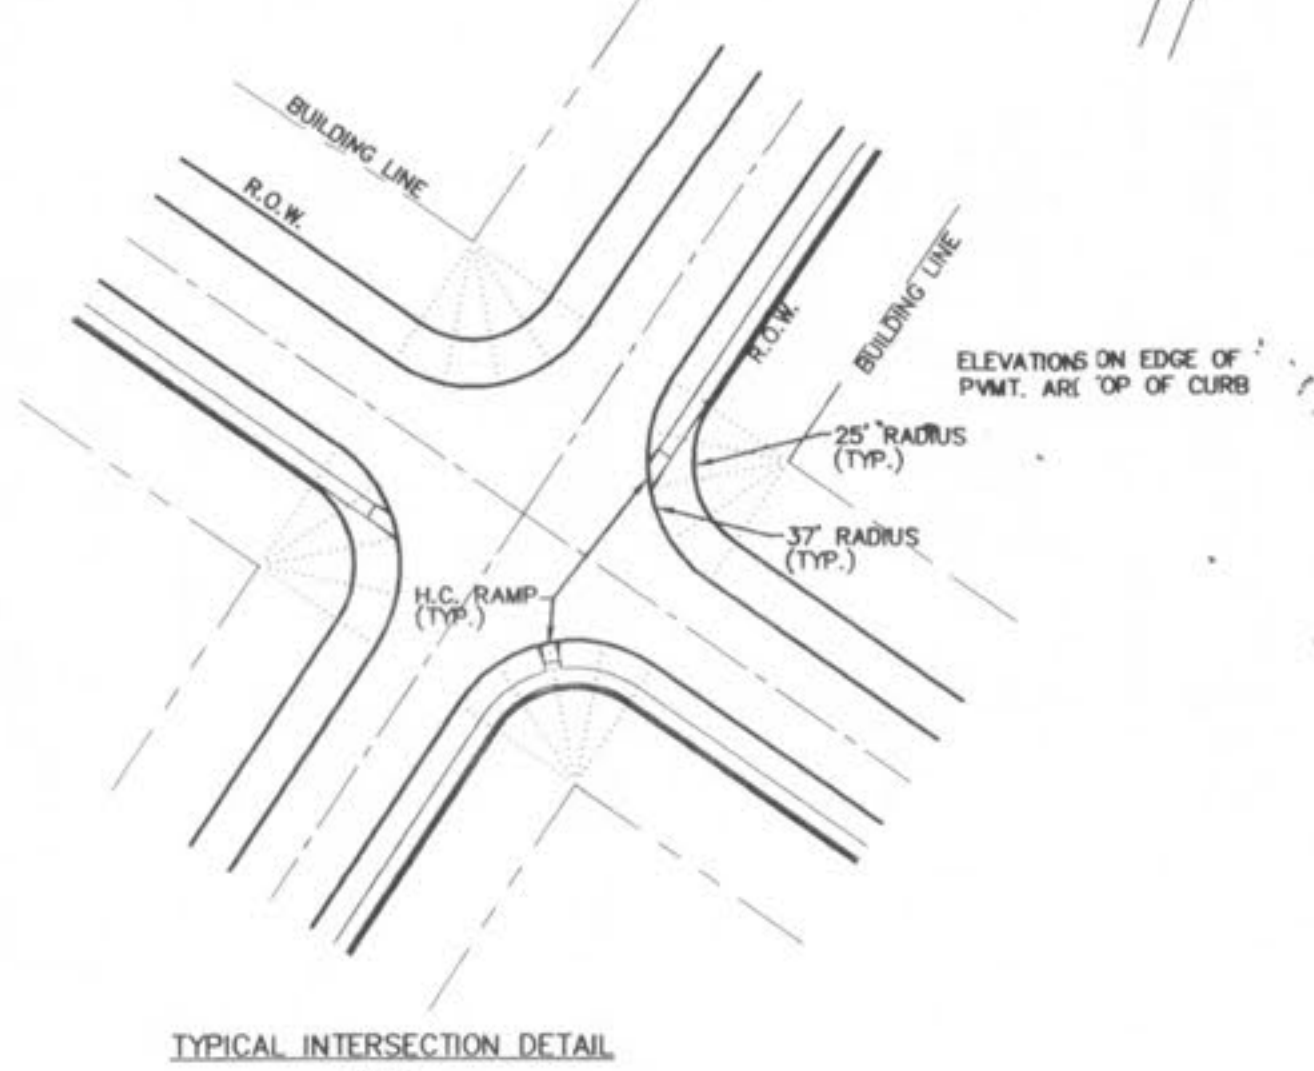 BUILDING LINE
R.O.W.
BUILDING LINE
R.O.W.
ELEVATIONS ON EDGE OF
PVMT. ARE TOP OF CURB
25' RADIUS
(TYP.)
37' RADIUS
(TYP.)
H.C. RAMP
(TYP.)
TYPICAL INTERSECTION DETAIL